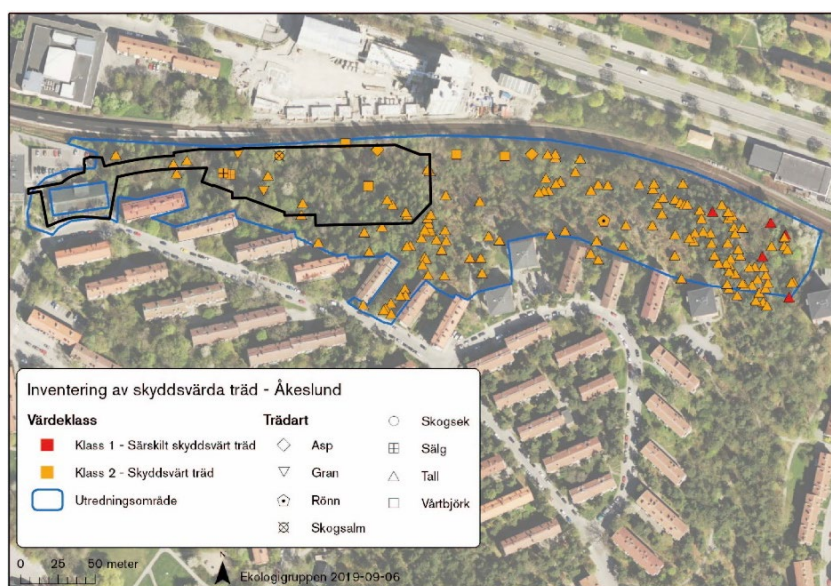 Inventering av skyddsvärda träd - Åkeslund
Värdeklass
Klass 1 - Särskilt skyddsvärt träd
Klass 2 - Skyddsvärt träd
Utredningsområde
Trädart
Asp
Gran
Rönn
Skogsalm
Skogsek
Sälg
Tall
Vårtbjörk
0 25 50 meter
N
Ekologigruppen 2019-09-06